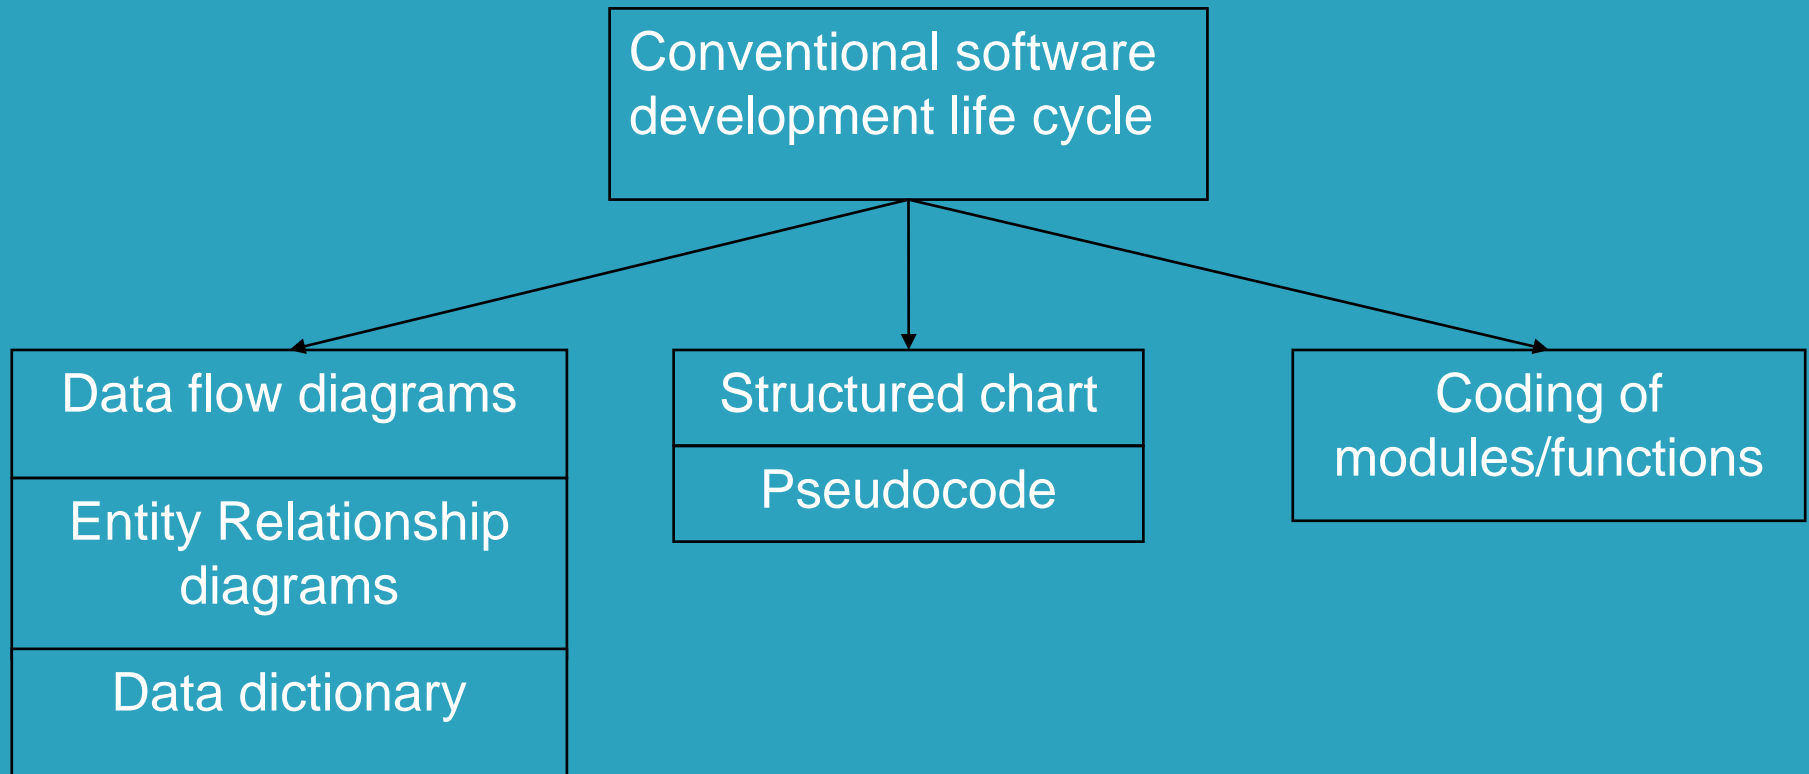 Conventional software
development life cycle
Data flow diagrams
Entity Relationship
diagrams
Data dictionary
Structured chart
Pseudocode
Coding of
modules/functions